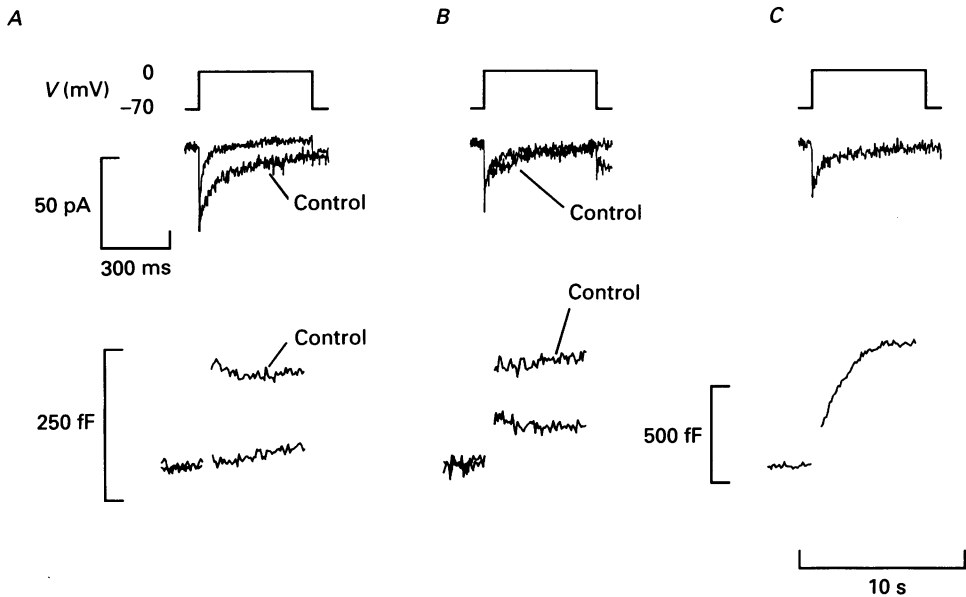 A
B
C
V (mV)
0
–70
50 pA
300 ms
Control
Control
Control
Control
250 fF
500 fF
10 s